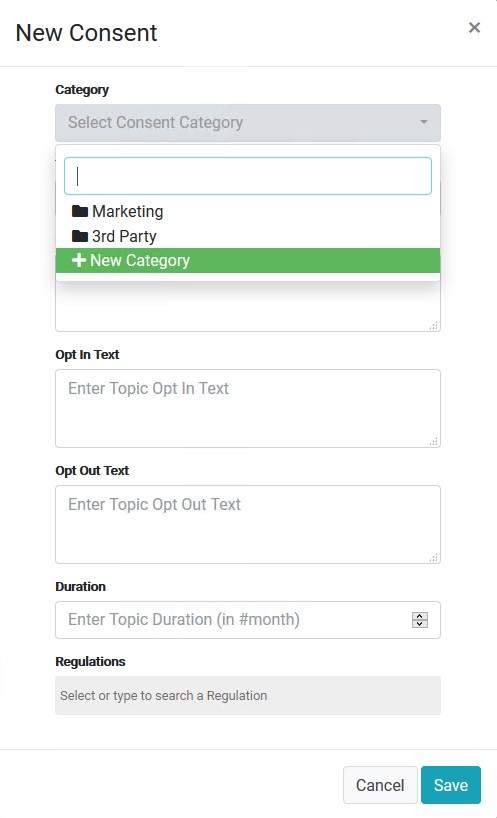 New Consent
×
Category
Select Consent Category
Marketing
3rd Party
New Category
Opt In Text
Enter Topic Opt In Text
Opt Out Text
Enter Topic Opt Out Text
Duration
Enter Topic Duration (in #month)
Regulations
Select or type to search a Regulation
Cancel
Save